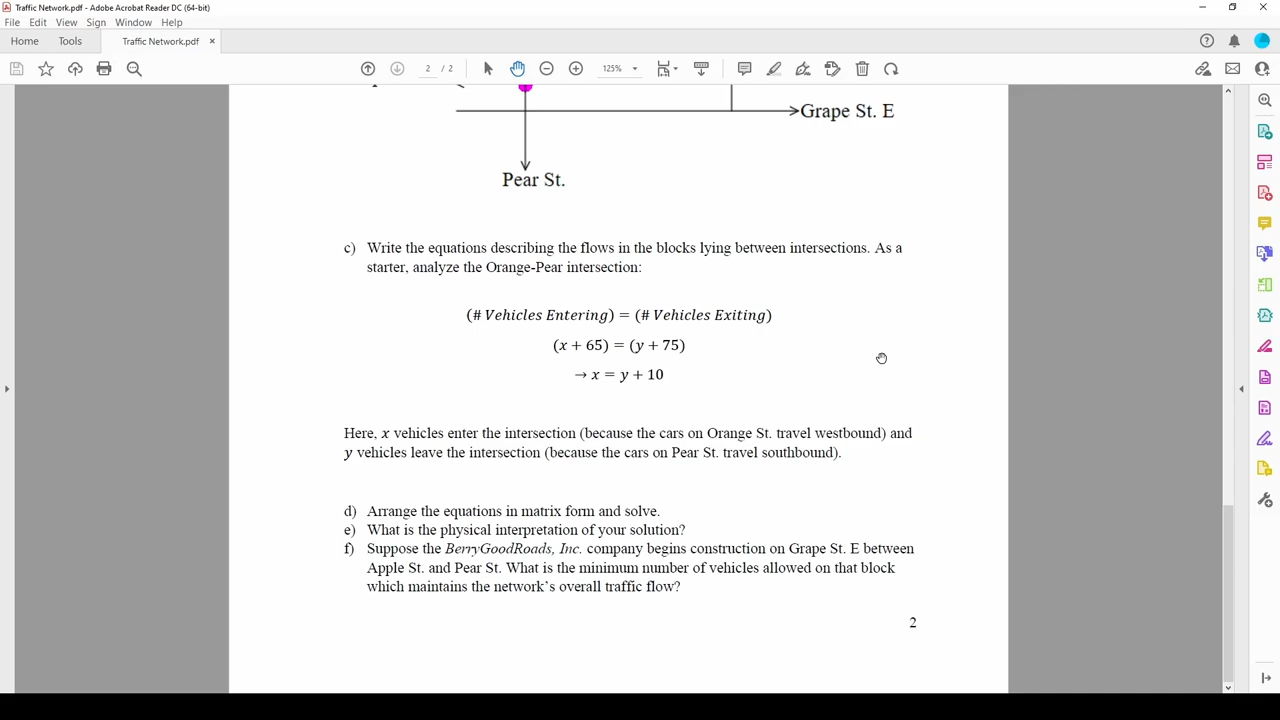 Traffic Network.pdf - Adobe Acrobat Reader DC (64-bit)
File Edit View Sign Window Help
Home Tools Traffic Network.pdf ×
2 / 2 125%
Grape St. E
Pear St.
c) Write the equations describing the flows in the blocks lying between intersections. As a
starter, analyze the Orange-Pear intersection:
(# Vehicles Entering) = (# Vehicles Exiting)
(x + 65) = (y + 75)
→ x = y + 10
Here, x vehicles enter the intersection (because the cars on Orange St. travel westbound) and
y vehicles leave the intersection (because the cars on Pear St. travel southbound).
d) Arrange the equations in matrix form and solve.
e) What is the physical interpretation of your solution?
f) Suppose the BerryGoodRoads, Inc. company begins construction on Grape St. E between
Apple St. and Pear St. What is the minimum number of vehicles allowed on that block
which maintains the network’s overall traffic flow?
2